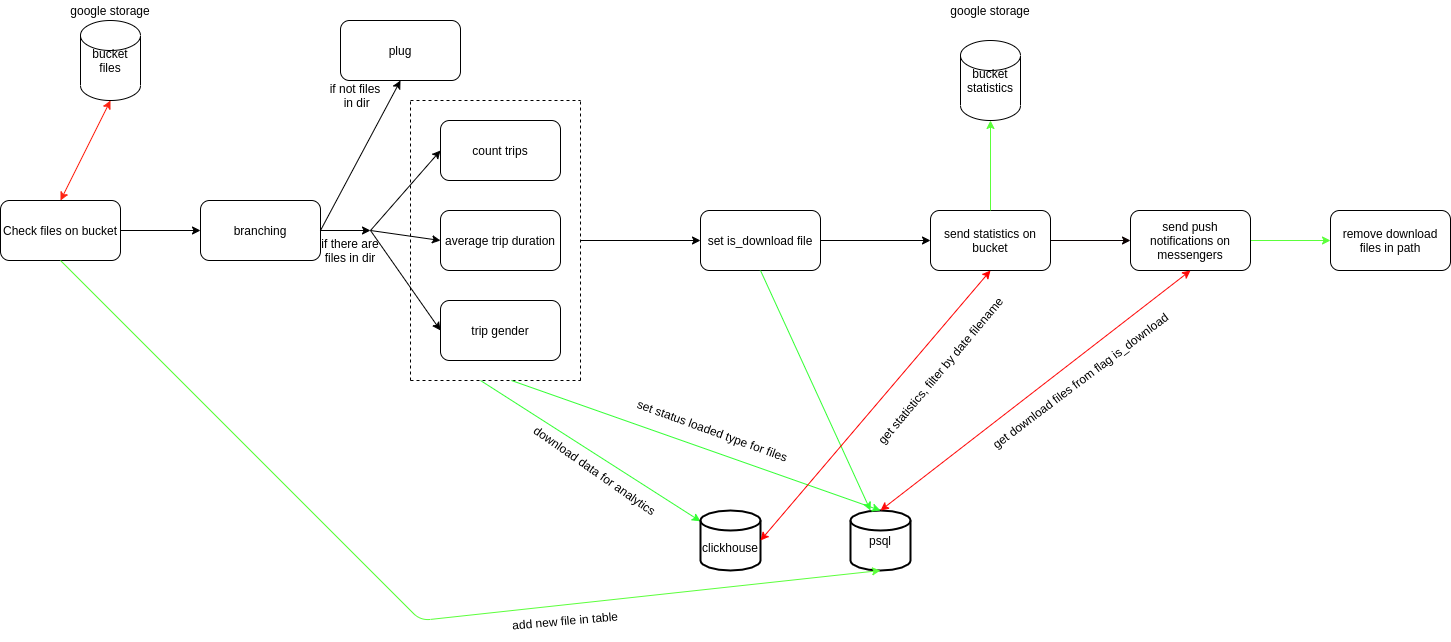 google storage
bucket
files
plug
if not files
in dir
google storage
bucket
statistics
count trips
Check files on bucket
branching
if there are
files in dir
average trip duration
set is_download file
send statistics on
bucket
send push
notifications on
messengers
remove download
files in path
trip gender
get statistics, filter by date filename
get download files from flag is_download
set status loaded type for files
download data for analytics
clickhouse
psql
add new file in table